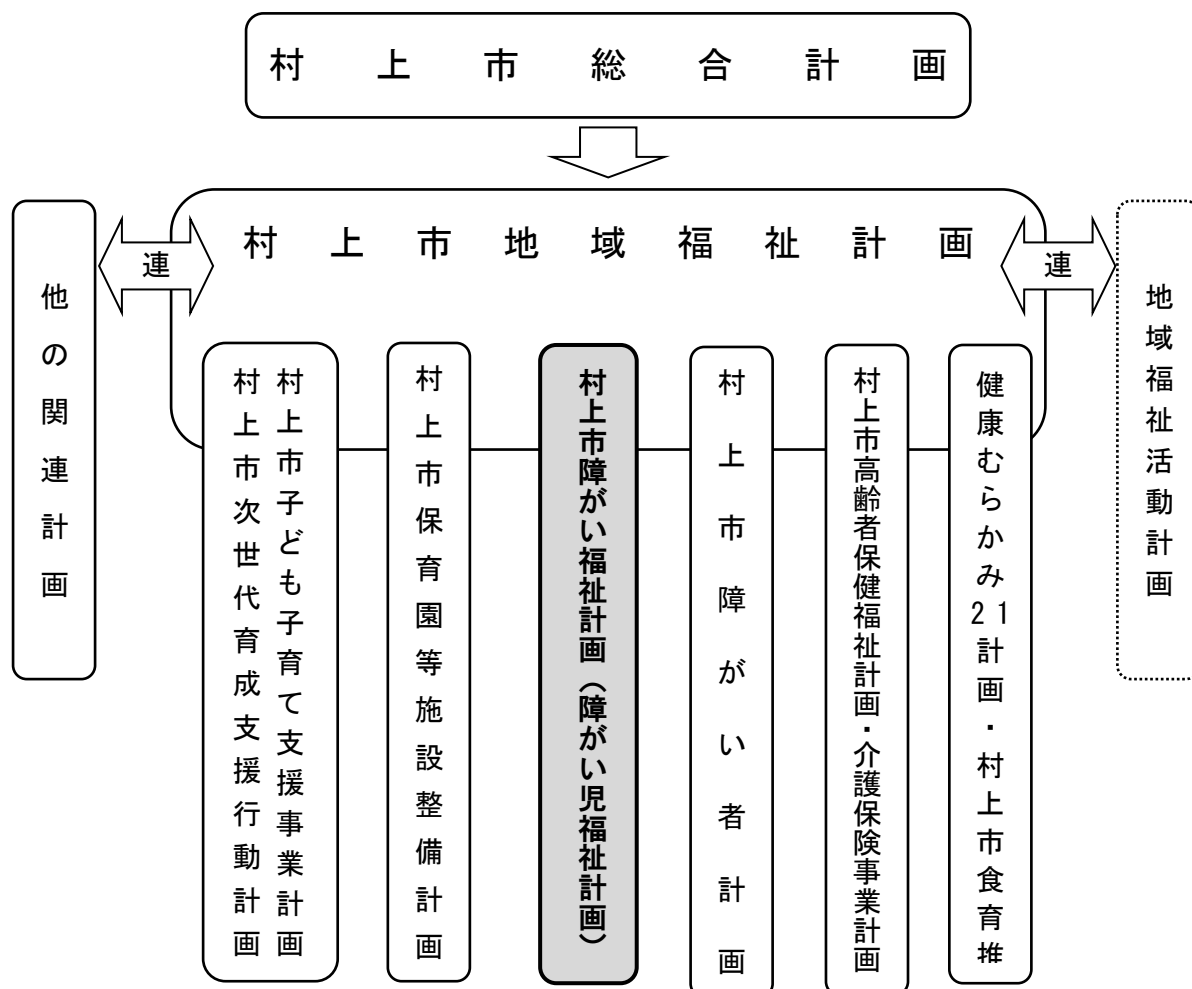 村上市総合計画
村上市地域福祉計画
連
連
他の関連計画
地域福祉活動計画
村上市子ども子育て支援事業計画
村上市次世代育成支援行動計画
村上市保育園等施設整備計画
村上市障がい福祉計画（障がい児福祉計画）
村上市障がい者計画
村上市高齢者保健福祉計画・介護保険事業計画
健康むらかみ２１計画・村上市食育推